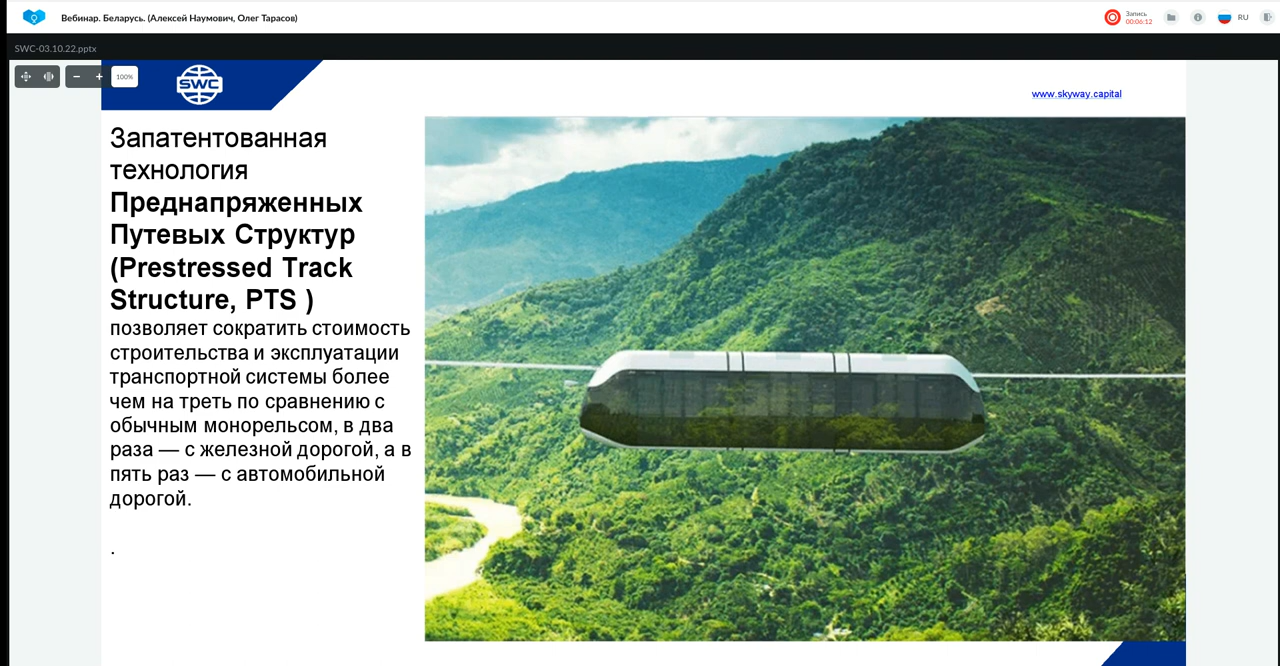 Вебинар. Беларусь. (Алексей Наумович, Олег Тарасов)
Запись
00:06:12
RU
SWC-03.10.22.pptx
100%
SWC
www.skyway.capital
Запатентованная
технология
Преднапряженных
Путевых Структур
(Prestressed Track
Structure, PTS )
позволяет сократить стоимость
строительства и эксплуатации
транспортной системы более
чем на треть по сравнению с
обычным монорельсом, в два
раза — с железной дорогой, а в
пять раз — с автомобильной
дорогой.
.